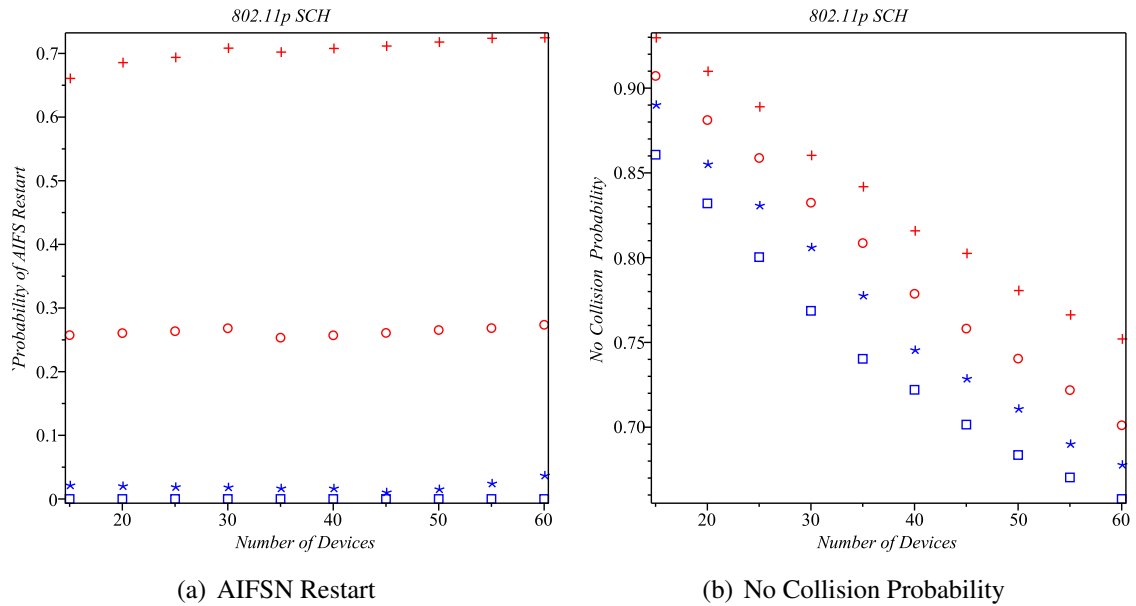 802.11p SCH
0.7
0.6
0.5
0.4
0.3
0.2
0.1
0
`Probability of AIFS Restart
20 30 40 50 60
Number of Devices
(a) AIFSN Restart
802.11p SCH
0.90
0.85
0.80
0.75
0.70
No Collision Probability
20 30 40 50 60
Number of Devices
(b) No Collision Probability